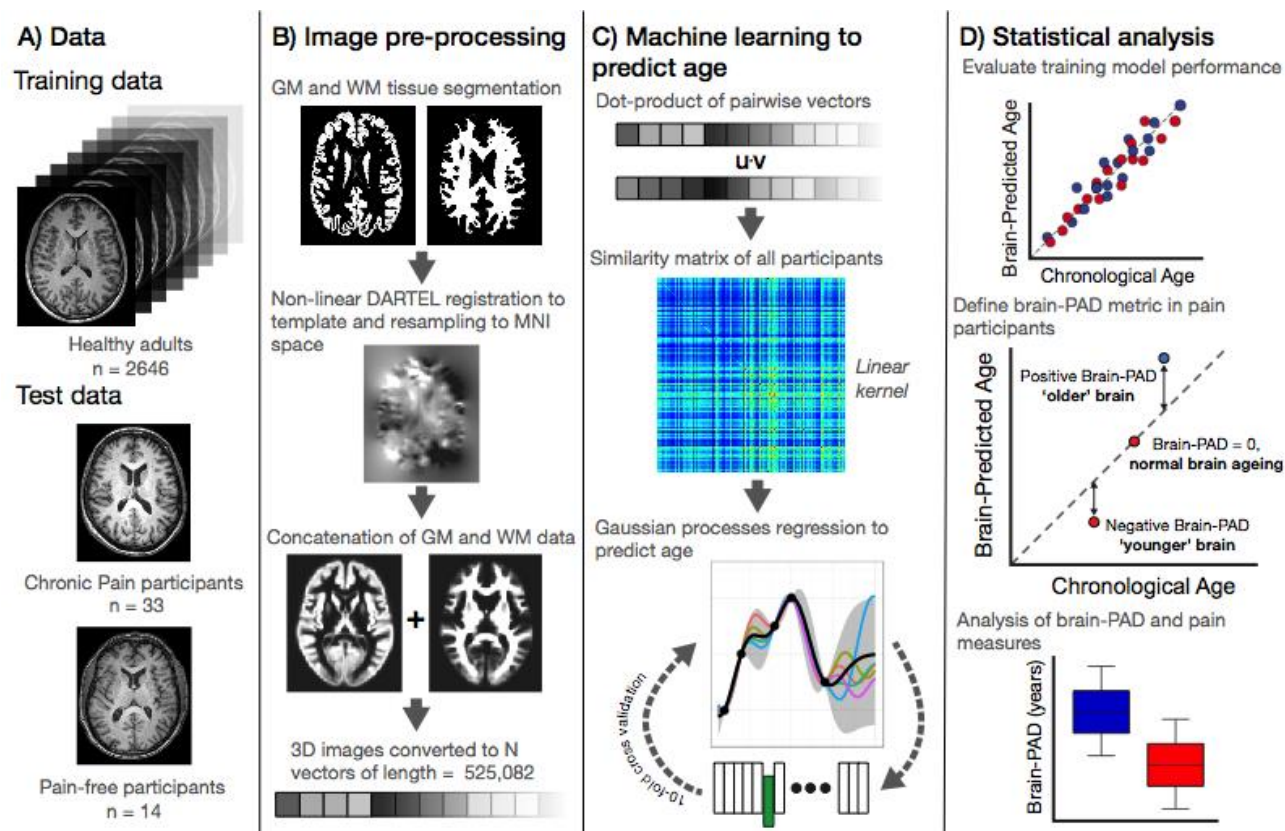 A) Data
Training data
Healthy adults
n = 2646
Test data
Chronic Pain participants
n = 33
Pain-free participants
n = 14
B) Image pre-processing
GM and WM tissue segmentation
Non-linear DARTEL registration to
template and resampling to MNI
space
Concatenation of GM and WM data
+
3D images converted to N
vectors of length = 525,082
C) Machine learning to
predict age
Dot-product of pairwise vectors
u·v
Similarity matrix of all participants
Linear
kernel
Gaussian processes regression to
predict age
10-fold cross validation
D) Statistical analysis
Evaluate training model performance
Brain-Predicted Age
Chronological Age
Define brain-PAD metric in pain
participants
Brain-Predicted Age
Positive Brain-PAD
'older' brain
Brain-PAD = 0,
normal brain ageing
Negative Brain-PAD
'younger' brain
Chronological Age
Analysis of brain-PAD and pain
measures
Brain-PAD (years)